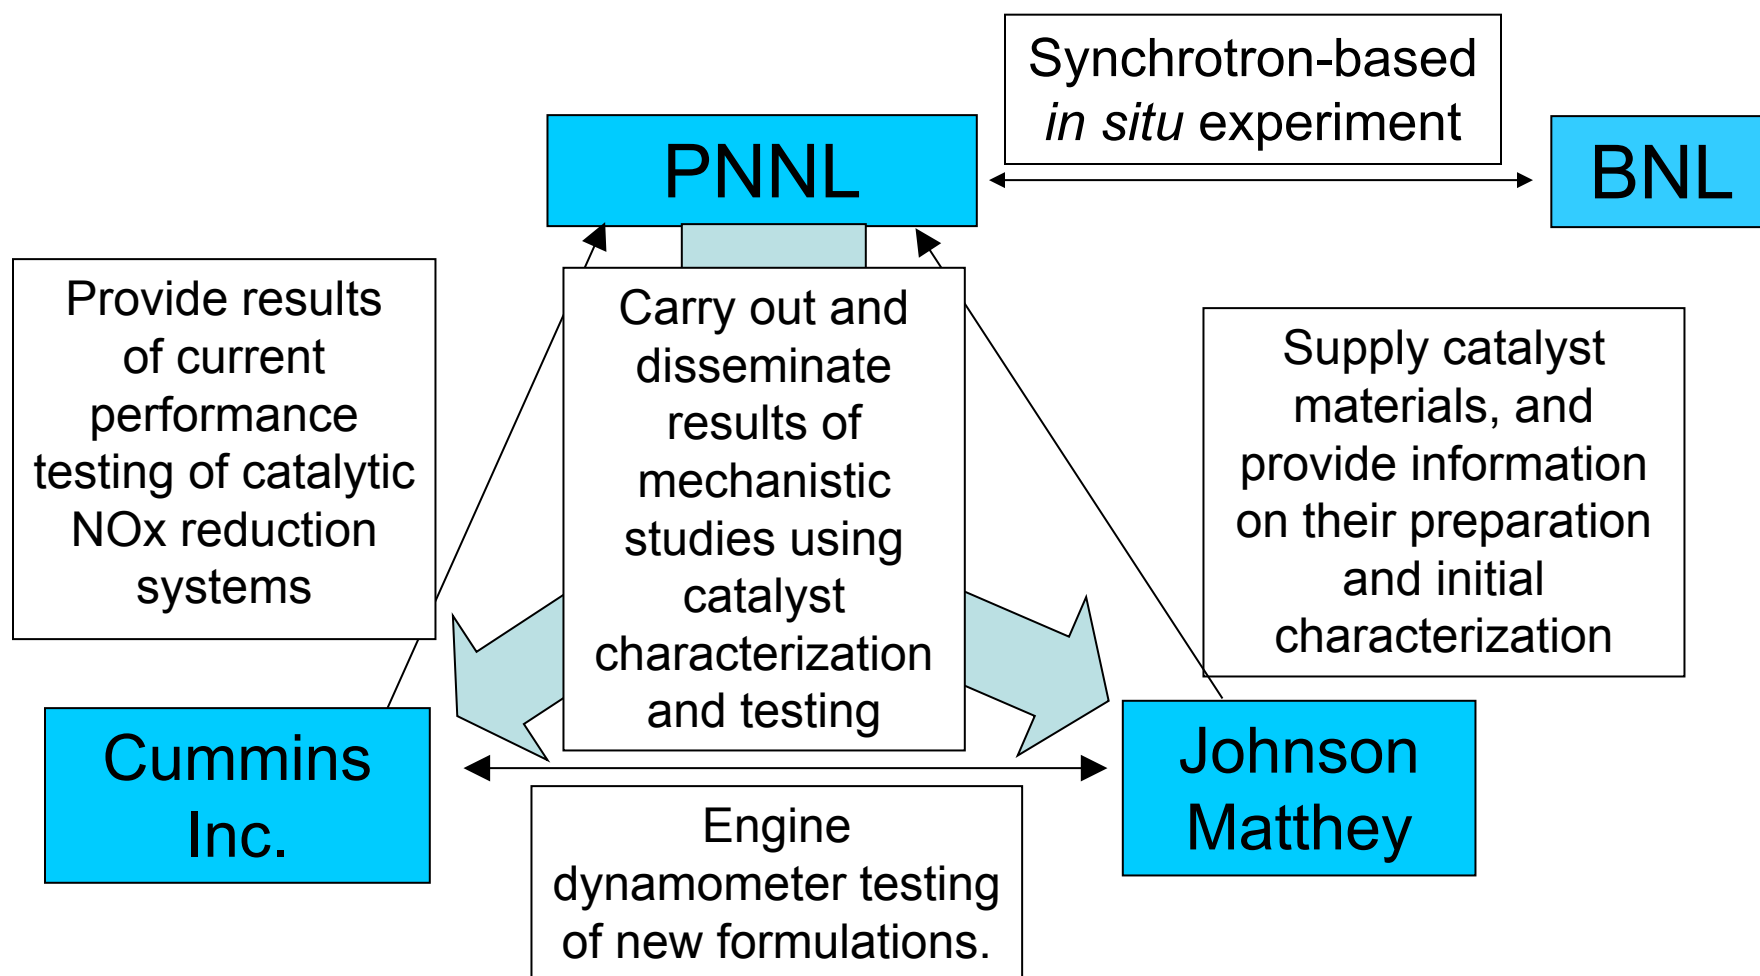 Synchrotron-based
in situ experiment
PNNL
BNL
Provide results
of current
performance
testing of catalytic
NOx reduction
systems
Carry out and
disseminate
results of
mechanistic
studies using
catalyst
characterization
and testing
Supply catalyst
materials, and
provide information
on their preparation
and initial
characterization
Cummins
Inc.
Johnson
Matthey
Engine
dynamometer testing
of new formulations.